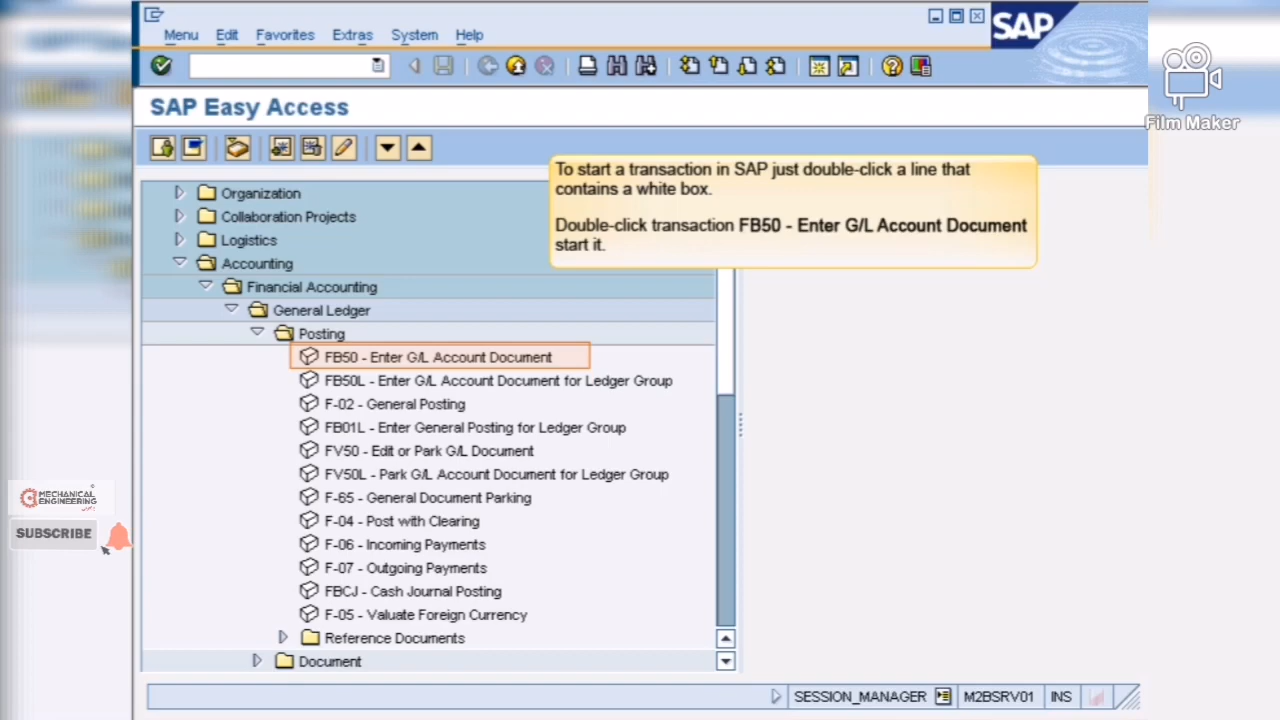 Menu Edit Favorites Extras System Help
SAP
Film Maker
SAP Easy Access
To start a transaction in SAP just double-click a line that
contains a white box.
Double-click transaction FB50 - Enter G/L Account Document
start it.
Organization
Collaboration Projects
Logistics
Accounting
Financial Accounting
General Ledger
Posting
FB50 - Enter G/L Account Document
FB50L - Enter G/L Account Document for Ledger Group
F-02 - General Posting
FB01L - Enter General Posting for Ledger Group
FV50 - Edit or Park G/L Document
FV50L - Park G/L Account Document for Ledger Group
F-65 - General Document Parking
F-04 - Post with Clearing
F-06 - Incoming Payments
F-07 - Outgoing Payments
FBCJ - Cash Journal Posting
F-05 - Valuate Foreign Currency
Reference Documents
Document
MECHANICAL
ENGINEERING
SUBSCRIBE
SESSION_MANAGER M2BSRV01 INS